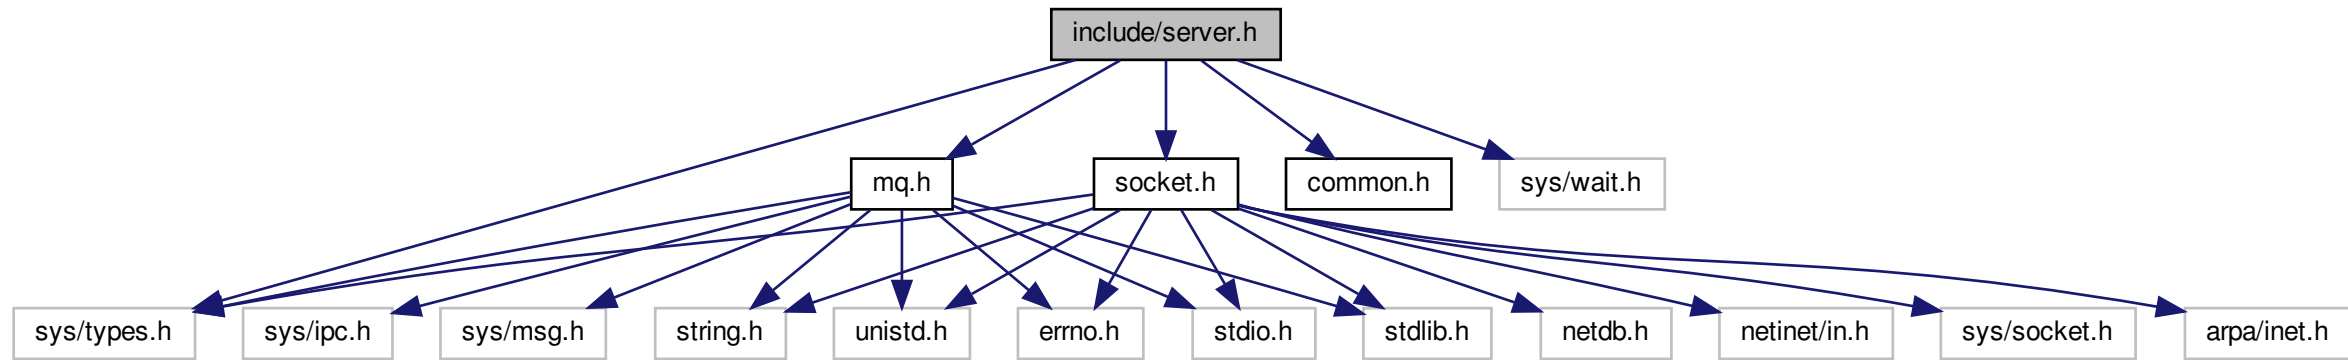 include/server.h
mq.h
socket.h
common.h
sys/wait.h
sys/types.h
sys/ipc.h
sys/msg.h
string.h
unistd.h
errno.h
stdio.h
stdlib.h
netdb.h
netinet/in.h
sys/socket.h
arpa/inet.h